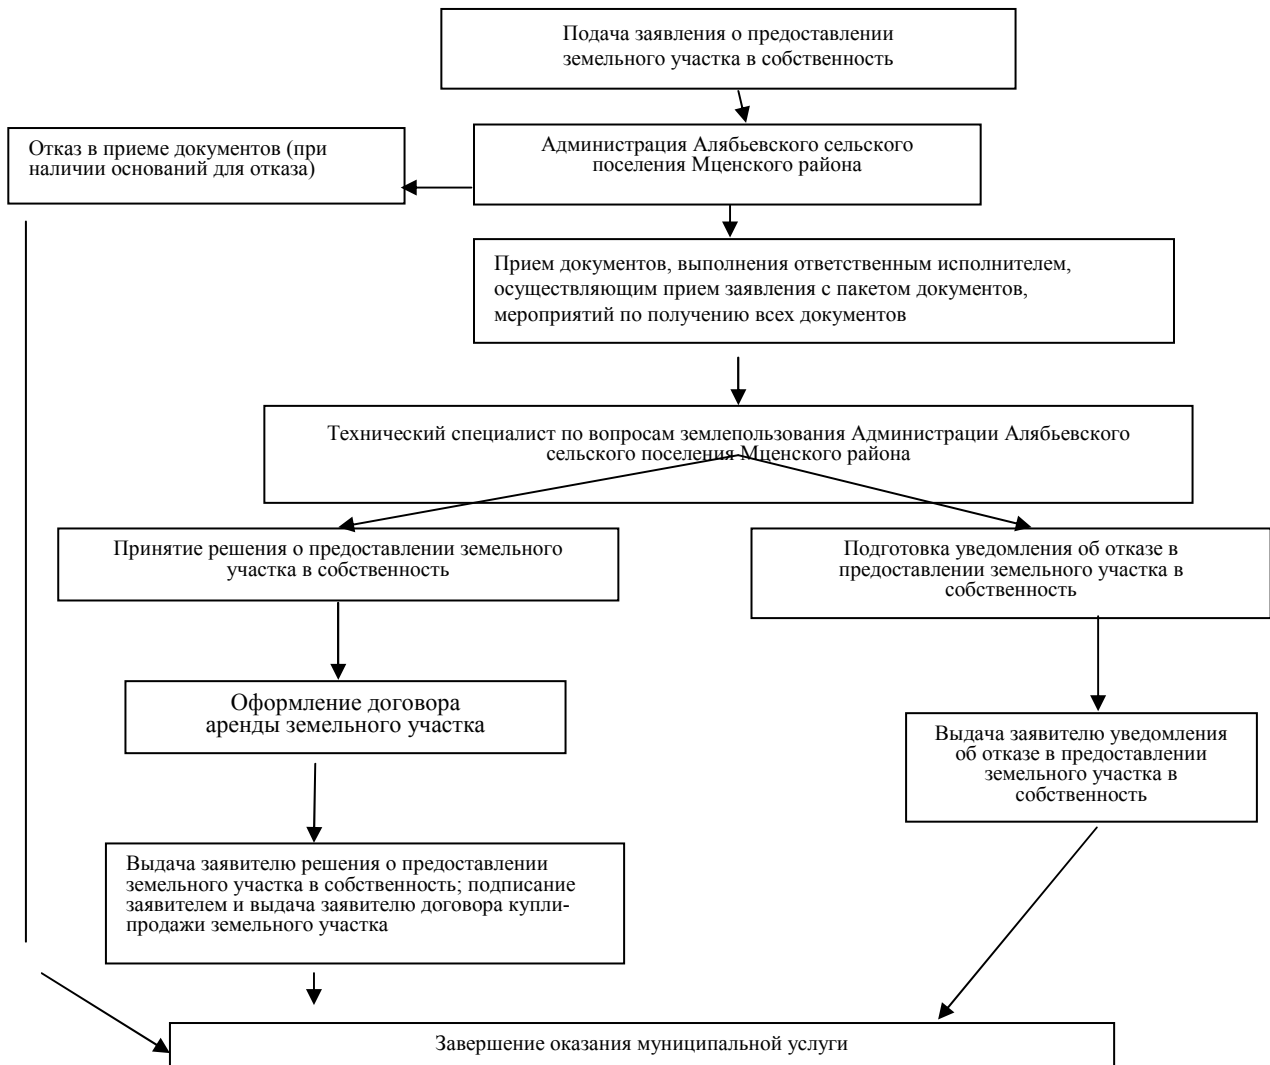 Подача заявления о предоставлении
земельного участка в собственность
Отказ в приеме документов (при
наличии оснований для отказа)
Администрация Алябьевского сельского
поселения Мценского района
Прием документов, выполнения ответственным исполнителем,
осуществляющим прием заявления с пакетом документов,
мероприятий по получению всех документов
Технический специалист по вопросам землепользования Администрации Алябьевского
сельского поселения Мценского района
Принятие решения о предоставлении земельного
участка в собственность
Подготовка уведомления об отказе в
предоставлении земельного участка в
собственность
Оформление договора
аренды земельного участка
Выдача заявителю уведомления
об отказе в предоставлении
земельного участка в
собственность
Выдача заявителю решения о предоставлении
земельного участка в собственность; подписание
заявителем и выдача заявителю договора купли-
продажи земельного участка
Завершение оказания муниципальной услуги